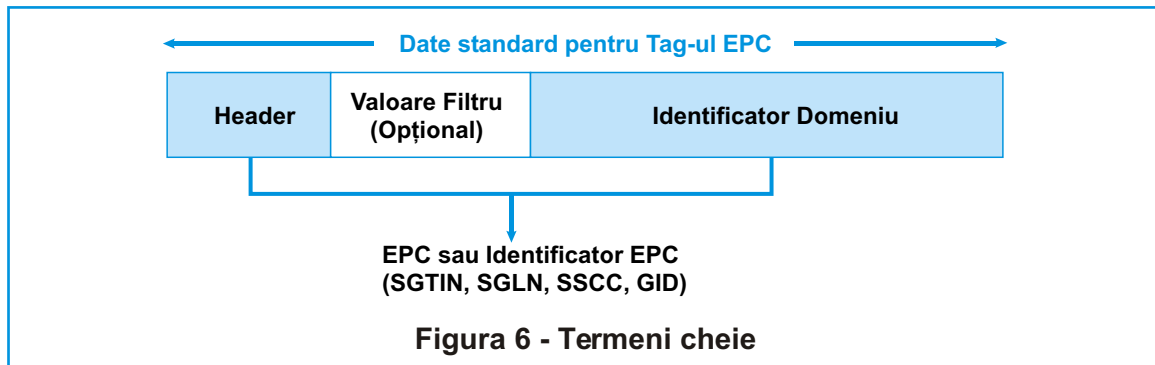 Date standard pentru Tag-ul EPC
Header
Valoare Filtru
(Opțional)
Identificator Domeniu
EPC sau Identificator EPC
(SGTIN, SGLN, SSCC, GID)
Figura 6 - Termeni cheie